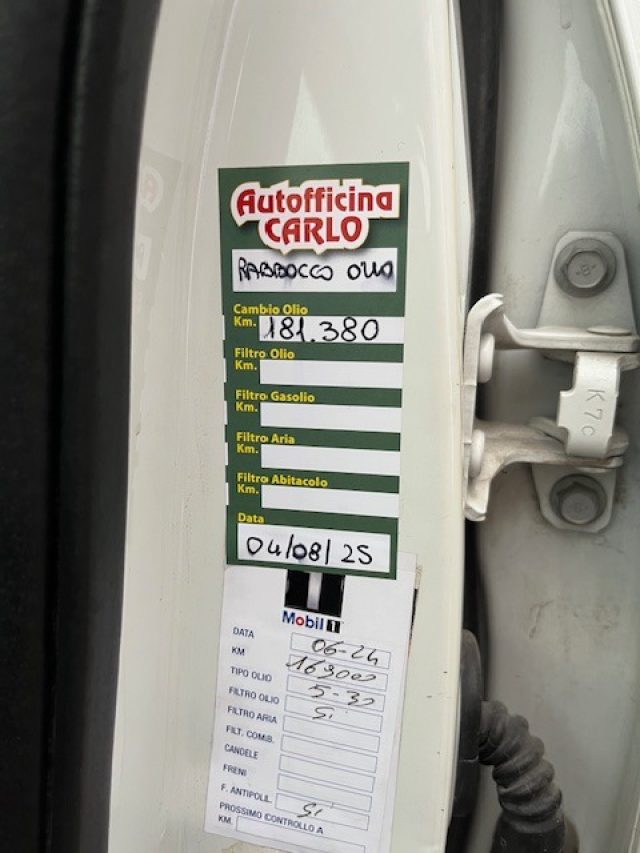 Autofficina
CARLO
RABBOCCO OLIO
Cambio Olio
Km. 181.380
Filtro Olio
Km.
Filtro Gasolio
Km.
Filtro Aria
Km.
Filtro Abitacolo
Km.
Data
04/08/25
Mobil 1
DATA 06-24
KM 169000
TIPO OLIO 5-30
FILTRO OLIO Si
FILTRO ARIA
FILT. COMB.
CANDELE
FRENI
F. ANTIPOLL. Si
PROSSIMO CONTROLLO A
KM.
K7C
8